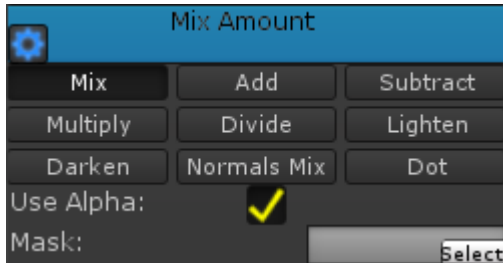 Mix Amount
Mix Add Subtract
Multiply Divide Lighten
Darken Normals Mix Dot
Use Alpha:
Mask: Select